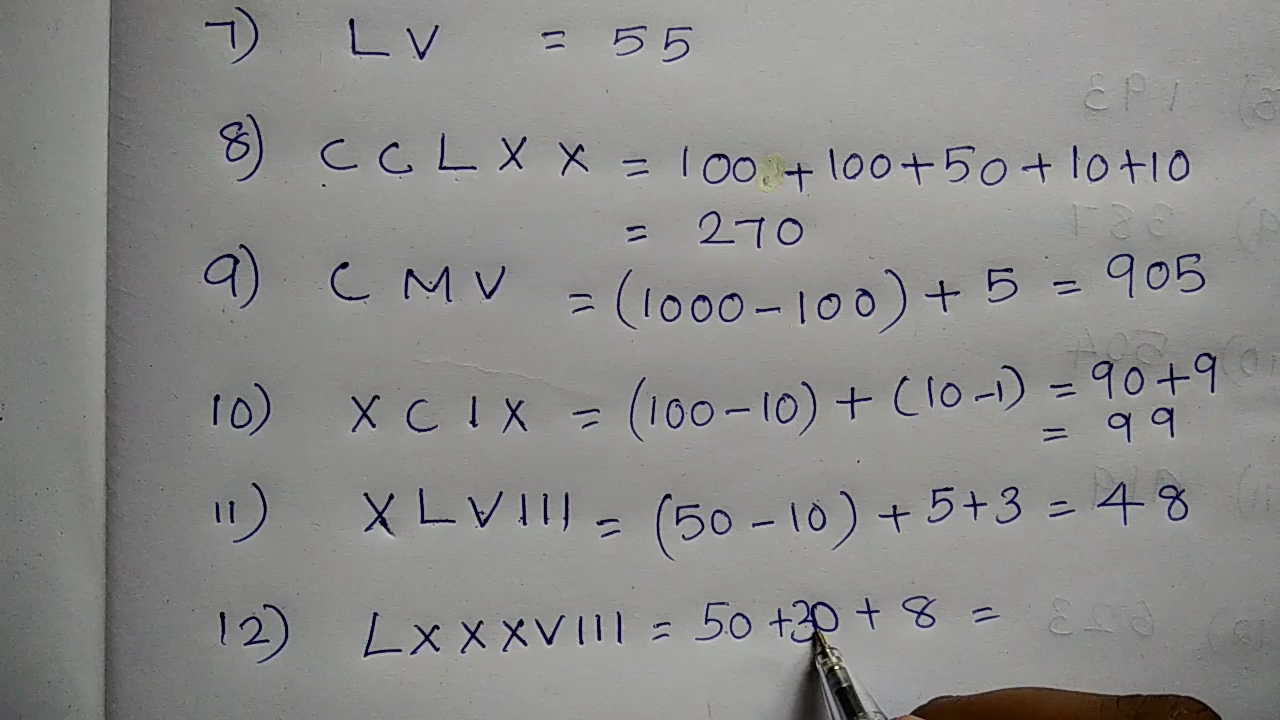 7) LV = 55
8) CCLXX = 100 + 100 + 50 + 10 + 10
= 270
9) CMV = (1000 - 100) + 5 = 905
10) XCIX = (100 - 10) + (10 - 1) = 90 + 9
= 99
11) XLVIII = (50 - 10) + 5 + 3 = 48
12) LXXXVIII = 50 + 30 + 8 =